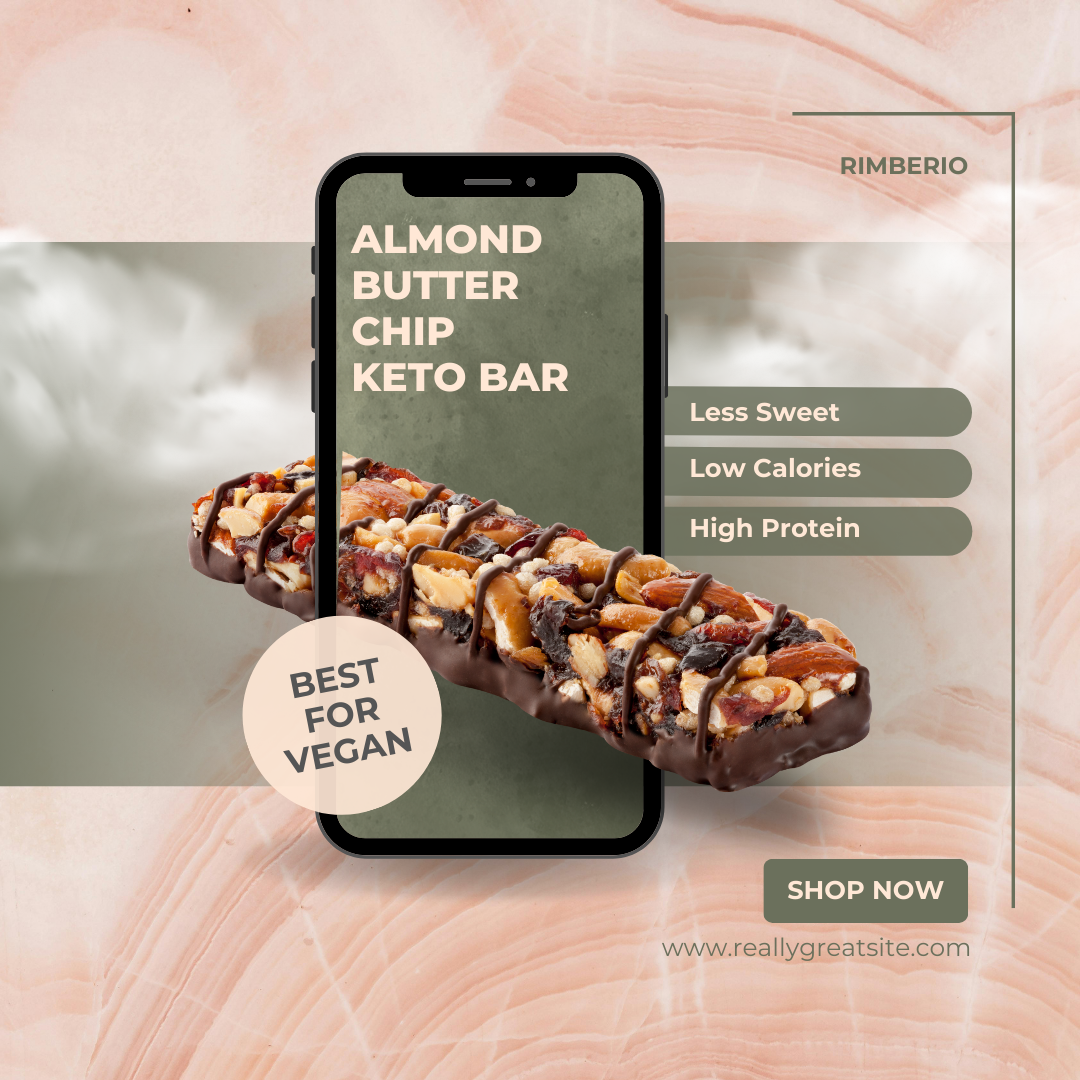 RIMBERIO
ALMOND
BUTTER
CHIP
KETO BAR
Less Sweet
Low Calories
High Protein
BEST
FOR
VEGAN
SHOP NOW
www.reallygreatsite.com